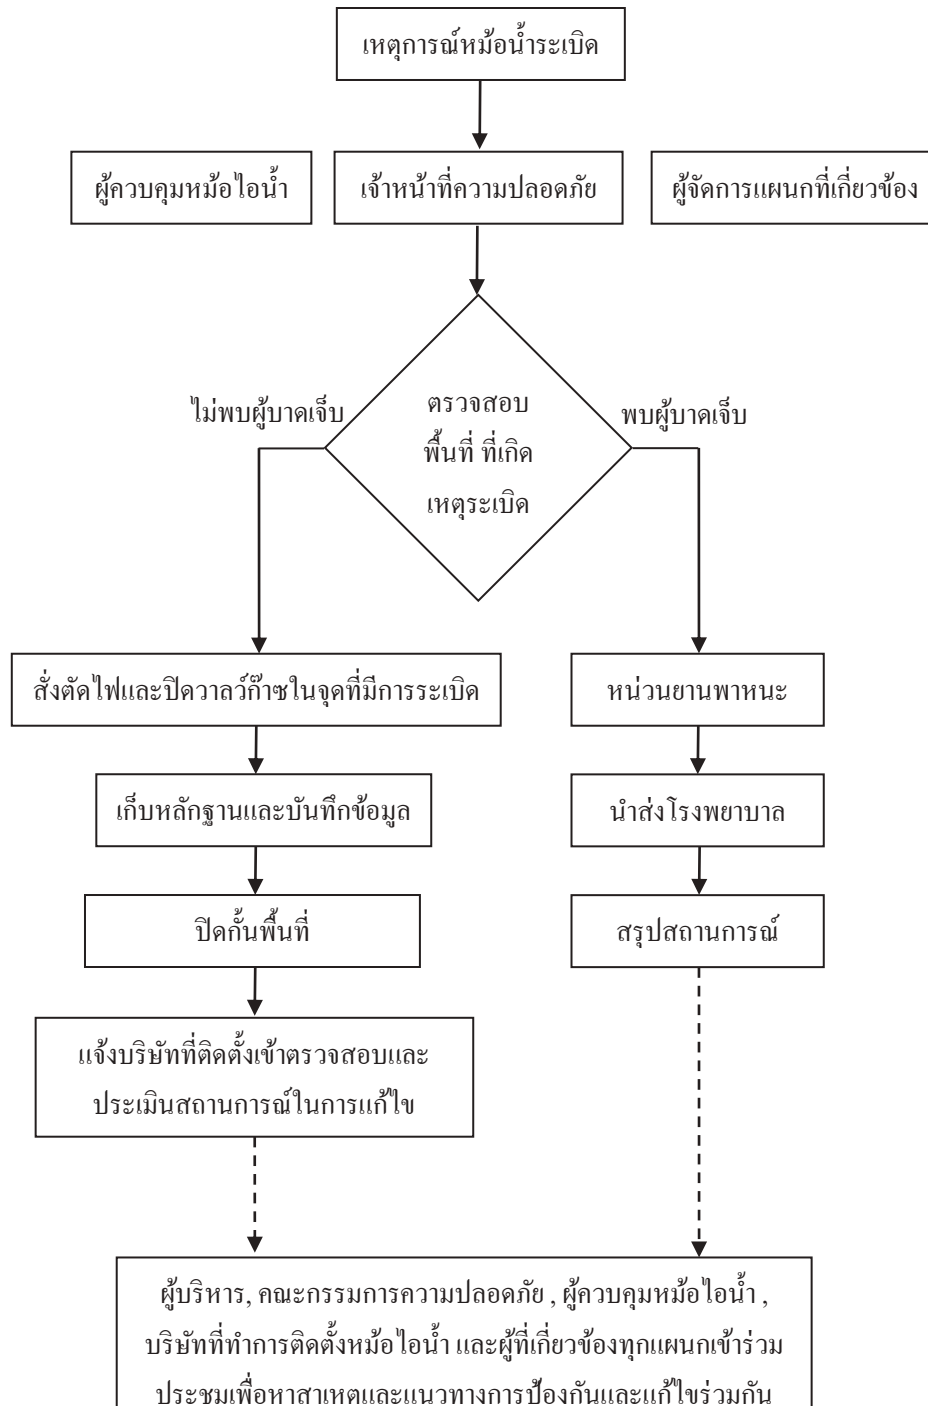 เหตุการณ์หม้อน้ำระเบิด
ผู้ควบคุมหม้อไอน้ำ
เจ้าหน้าที่ความปลอดภัย
ผู้จัดการแผนกที่เกี่ยวข้อง
ไม่พบผู้บาดเจ็บ
ตรวจสอบ
พื้นที่ ที่เกิด
เหตุระเบิด
พบผู้บาดเจ็บ
สั่งตัดไฟและปิดวาลว์ก๊าซในจุดที่มีการระเบิด
หน่วนยานพาหนะ
เก็บหลักฐานและบันทึกข้อมูล
นำส่งโรงพยาบาล
ปิดกั้นพื้นที่
สรุปสถานการณ์
แจ้งบริษัทที่ติดตั้งเข้าตรวจสอบและ
ประเมินสถานการณ์ในการแก้ไข
ผู้บริหาร, คณะกรรมการความปลอดภัย , ผู้ควบคุมหม้อไอน้ำ ,
บริษัทที่ทำการติดตั้งหม้อไอน้ำ และผู้ที่เกี่ยวข้องทุกแผนกเข้าร่วม
ประชุมเพื่อหาสาเหตุและแนวทางการป้องกันและแก้ไขร่วมกัน